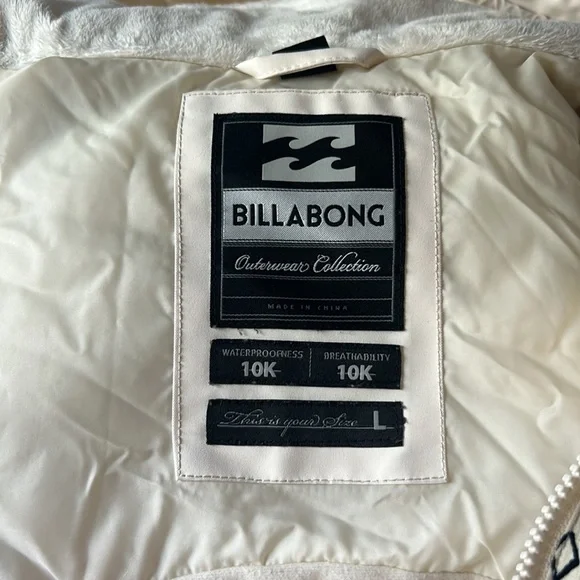 BILLABONG
Outerwear Collection
MADE IN CHINA
WATERPROOFNESS BREATHABILITY
10K 10K
This is your Size L